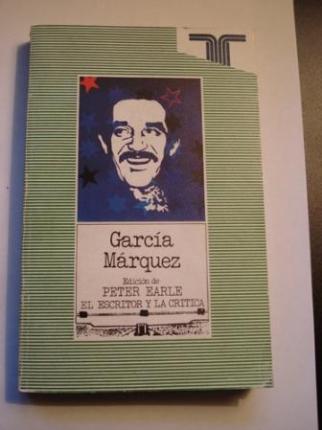 García
Márquez
Edición de
PETER EARLE
EL ESCRITOR Y LA CRITICA